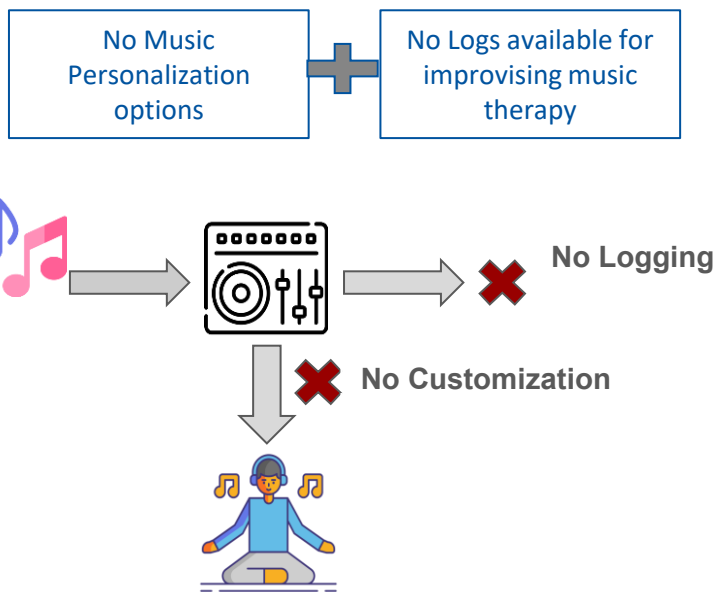 No Music
Personalization
options
No Logs available for
improvising music
therapy
No Logging
No Customization